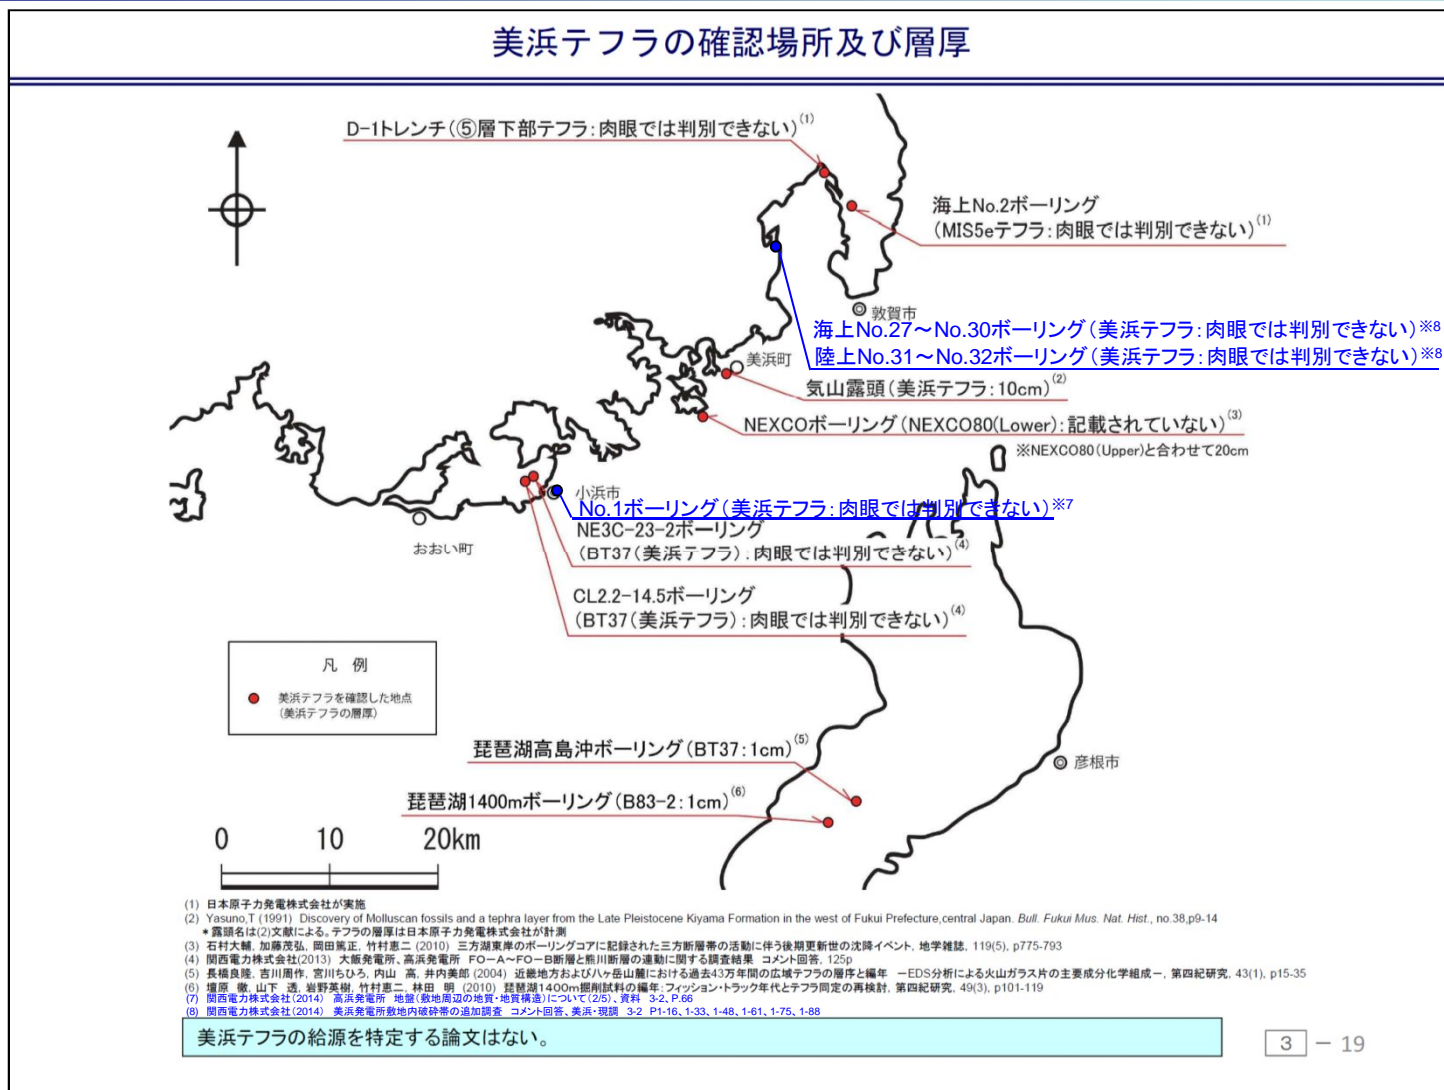 美浜テフラの確認場所及び層厚
D-1トレンチ(⑤層下部テフラ:肉眼では判別できない)(1)
海上No.2ボーリング
(MIS5eテフラ:肉眼では判別できない)(1)
敦賀市
海上No.27～No.30ボーリング(美浜テフラ:肉眼では判別できない)※8
陸上No.31～No.32ボーリング(美浜テフラ:肉眼では判別できない)※8
美浜町
気山露頭(美浜テフラ:10cm)(2)
NEXCOボーリング(NEXCO80(Lower):記載されていない)(3)
※NEXCO80(Upper)と合わせて20cm
小浜市
No.1ボーリング(美浜テフラ:肉眼では判別できない)※7
NE3C-23-2ボーリング
(BT37(美浜テフラ):肉眼では判別できない)(4)
おおい町
CL2.2-14.5ボーリング
(BT37(美浜テフラ):肉眼では判別できない)(4)
凡 例
美浜テフラを確認した地点
(美浜テフラの層厚)
琵琶湖高島沖ボーリング(BT37:1cm)(5)
彦根市
琵琶湖1400mボーリング(B83-2:1cm)(6)
0 10 20km
(1) 日本原子力発電株式会社が実施
(2) Yasuno,T (1991) Discovery of Molluscan fossils and a tephra layer from the Late Pleistocene Kiyama Formation in the west of Fukui Prefecture,central Japan. Bull. Fukui Mus. Nat. Hist., no.38,p9-14
＊露頭名は(2)文献による。テフラの層厚は日本原子力発電株式会社が計測
(3) 石村大輔, 加藤茂弘, 岡田篤正, 竹村恵二 (2010) 三方湖東岸のボーリングコアに記録された三方断層帯の活動に伴う後期更新世の沈降イベント, 地学雑誌, 119(5), p775-793
(4) 関西電力株式会社(2013) 大飯発電所、高浜発電所 FO-A～FO-B断層と熊川断層の連動に関する調査結果 コメント回答, 125p
(5) 長橋良隆, 吉川周作, 宮川ちひろ, 内山 高, 井内美郎 (2004) 近畿地方および八ヶ岳山麓における過去43万年間の広域テフラの層序と編年 －EDS分析による火山ガラス片の主要成分化学組成－, 第四紀研究, 43(1), p15-35
(6) 壇原 徹, 山下 透, 岩野英樹, 竹村恵二, 林田 明 (2010) 琵琶湖1400m掘削試料の編年:フィッション・トラック年代とテフラ同定の再検討, 第四紀研究, 49(3), p101-119
(7) 関西電力株式会社(2014) 高浜発電所 地盤(敷地周辺の地質・地質構造)について(2/5)、資料 3-2、P.66
(8) 関西電力株式会社(2014) 美浜発電所敷地内破砕帯の追加調査 コメント回答、美浜・現調 3-2 P1-16、1-33、1-48、1-61、1-75、1-88
美浜テフラの給源を特定する論文はない。
3 － 19